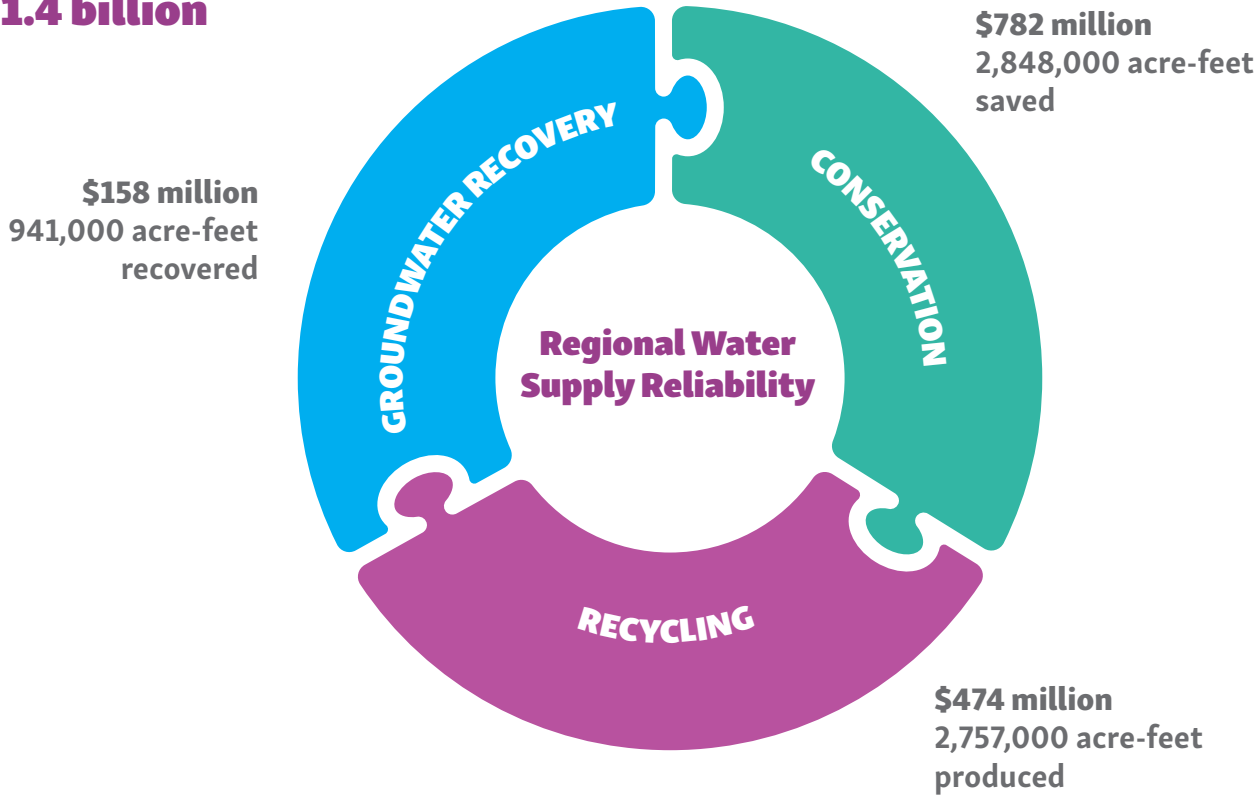 1.4 billion
$782 million
2,848,000 acre-feet
saved
$158 million
941,000 acre-feet
recovered
GROUNDWATER RECOVERY
CONSERVATION
Regional Water
Supply Reliability
RECYCLING
$474 million
2,757,000 acre-feet
produced